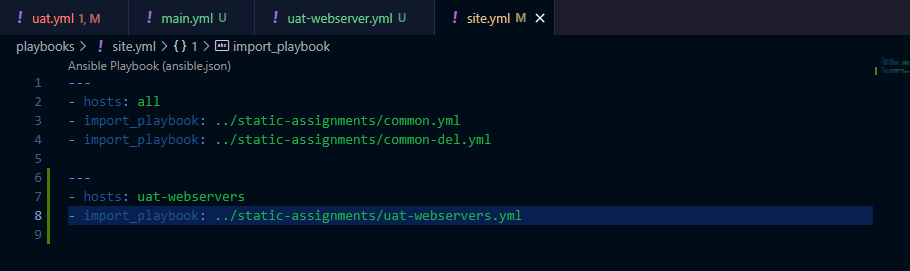 uat.yml 1, M
main.yml U
uat-webserver.yml U
site.yml M
playbooks > site.yml > {} 1 > abc import_playbook
Ansible Playbook (ansible.json)
1 ---
2 - hosts: all
3 - import_playbook: ../static-assignments/common.yml
4 - import_playbook: ../static-assignments/common-del.yml
5
6 ---
7 - hosts: uat-webservers
8 - import_playbook: ../static-assignments/uat-webservers.yml
9